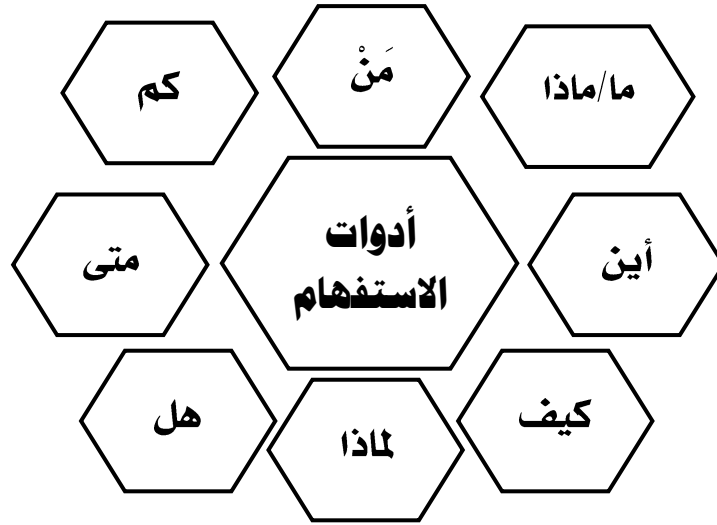 مَنْ
ما/ماذا
كم
أدوات
الاستفهام
أين
متى
كيف
هل
لماذا